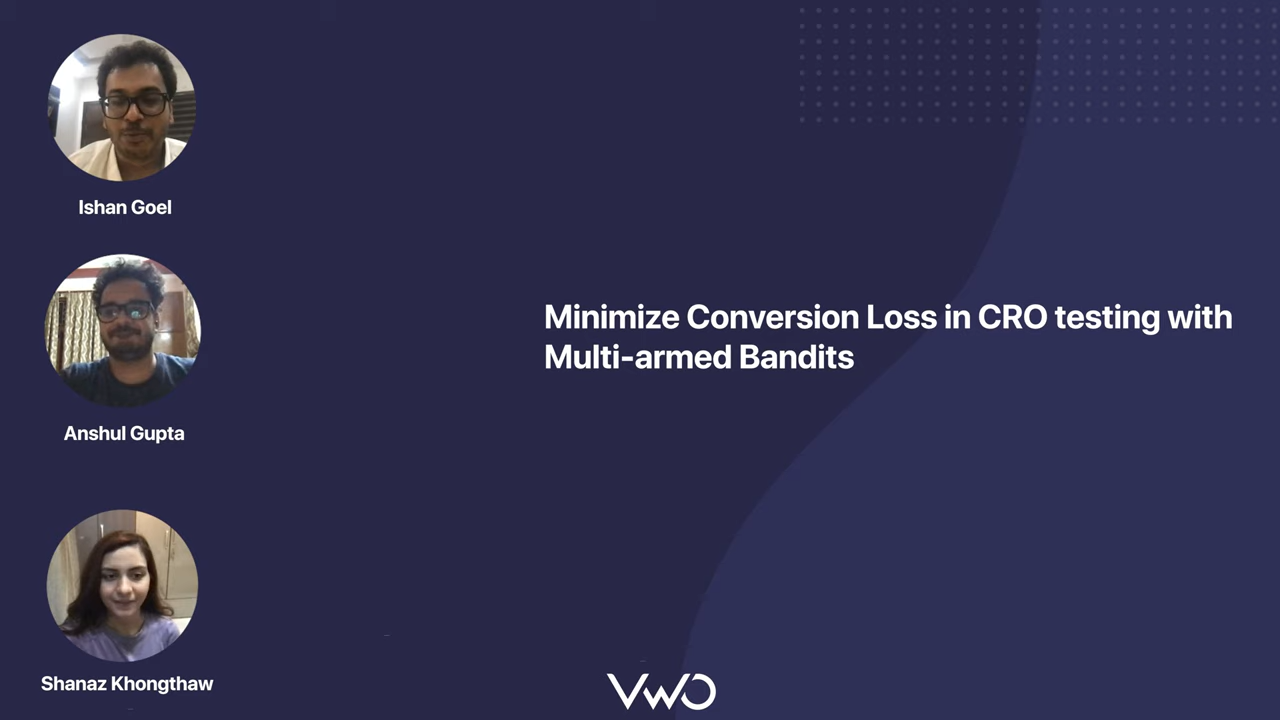 Ishan Goel
Anshul Gupta
Shanaz Khongthaw
Minimize Conversion Loss in CRO testing with
Multi-armed Bandits
VWO